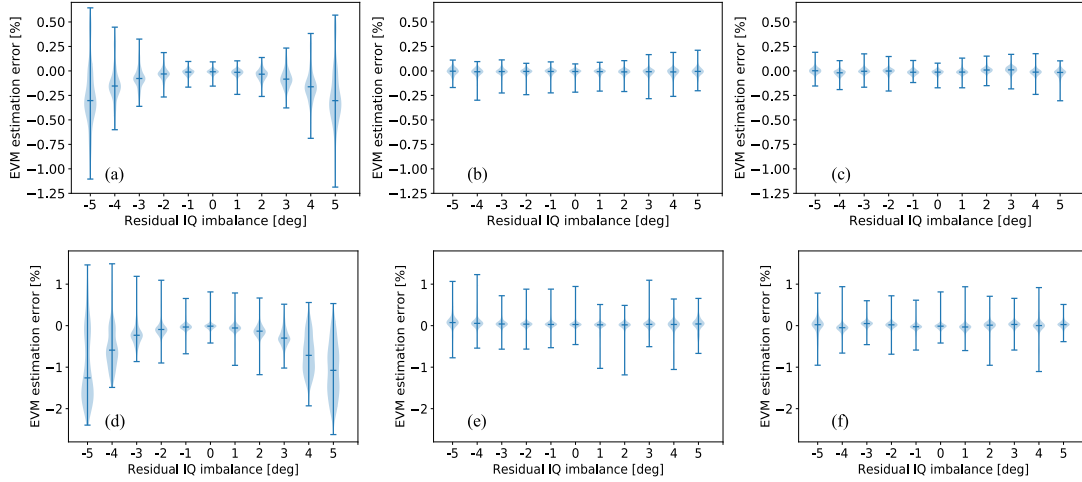 EVM estimation error [%]
0.50
0.25
0.00
−0.25
−0.50
−0.75
−1.00
−1.25
(a)
-5 -4 -3 -2 -1 0 1 2 3 4 5
Residual IQ imbalance [deg]
EVM estimation error [%]
0.50
0.25
0.00
−0.25
−0.50
−0.75
−1.00
−1.25
(b)
-5 -4 -3 -2 -1 0 1 2 3 4 5
Residual IQ imbalance [deg]
EVM estimation error [%]
0.50
0.25
0.00
−0.25
−0.50
−0.75
−1.00
−1.25
(c)
-5 -4 -3 -2 -1 0 1 2 3 4 5
Residual IQ imbalance [deg]
EVM estimation error [%]
1
0
−1
−2
(d)
-5 -4 -3 -2 -1 0 1 2 3 4 5
Residual IQ imbalance [deg]
EVM estimation error [%]
1
0
−1
−2
(e)
-5 -4 -3 -2 -1 0 1 2 3 4 5
Residual IQ imbalance [deg]
EVM estimation error [%]
1
0
−1
−2
(f)
-5 -4 -3 -2 -1 0 1 2 3 4 5
Residual IQ imbalance [deg]